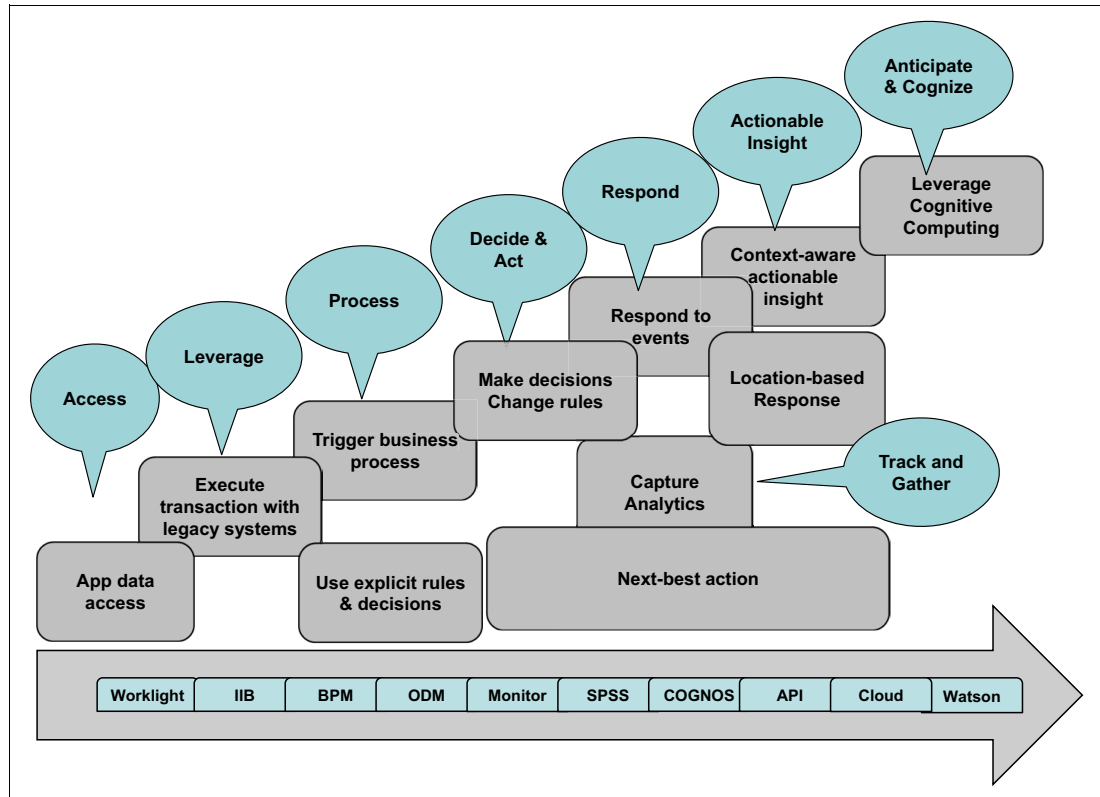 Anticipate
& Cognize
Actionable
Insight
Leverage
Cognitive
Computing
Respond
Decide &
Act
Context-aware
actionable
insight
Process
Respond to
events
Leverage
Make decisions
Change rules
Location-based
Response
Access
Trigger business
process
Execute
transaction with
legacy systems
Capture
Analytics
Track and
Gather
App data
access
Use explicit rules
& decisions
Next-best action
Worklight
IIB
BPM
ODM
Monitor
SPSS
COGNOS
API
Cloud
Watson